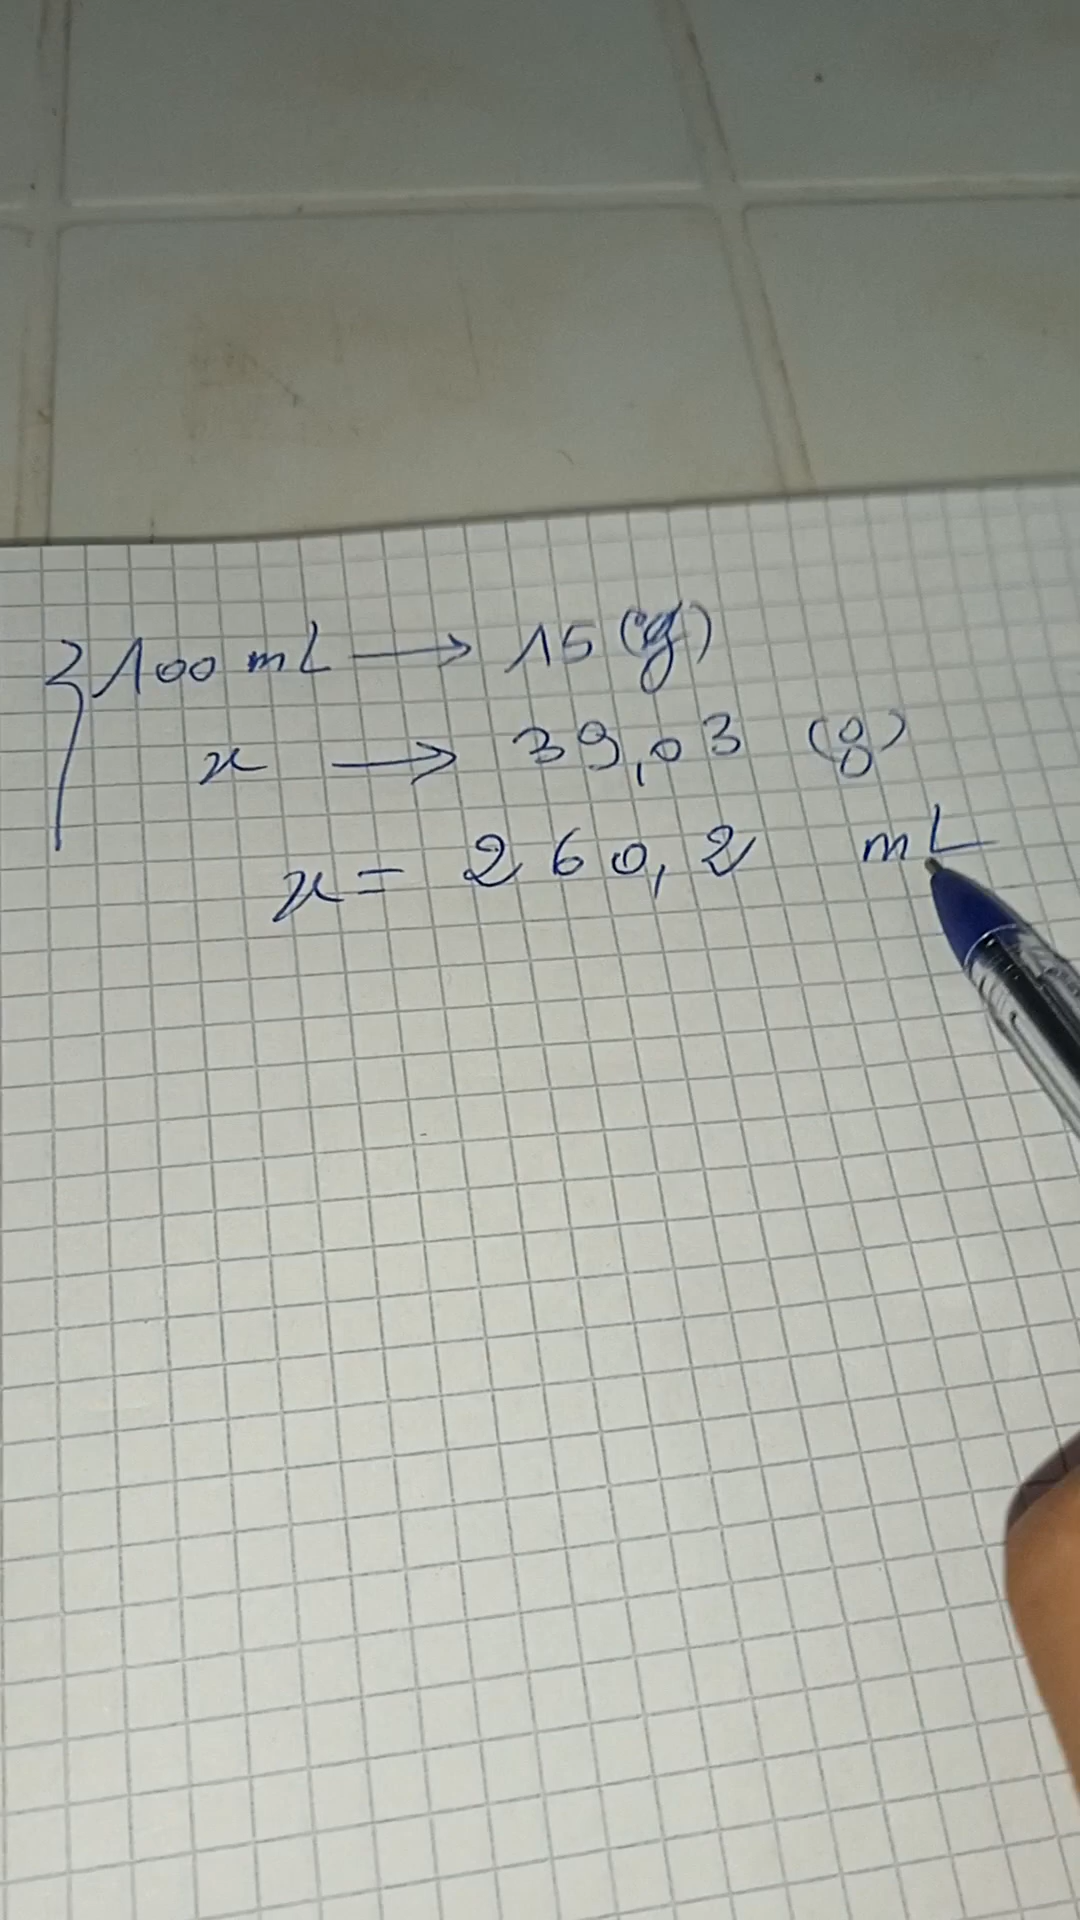 {100 mL → 15 (g)
x → 39,03 (g)
x = 260,2 mL